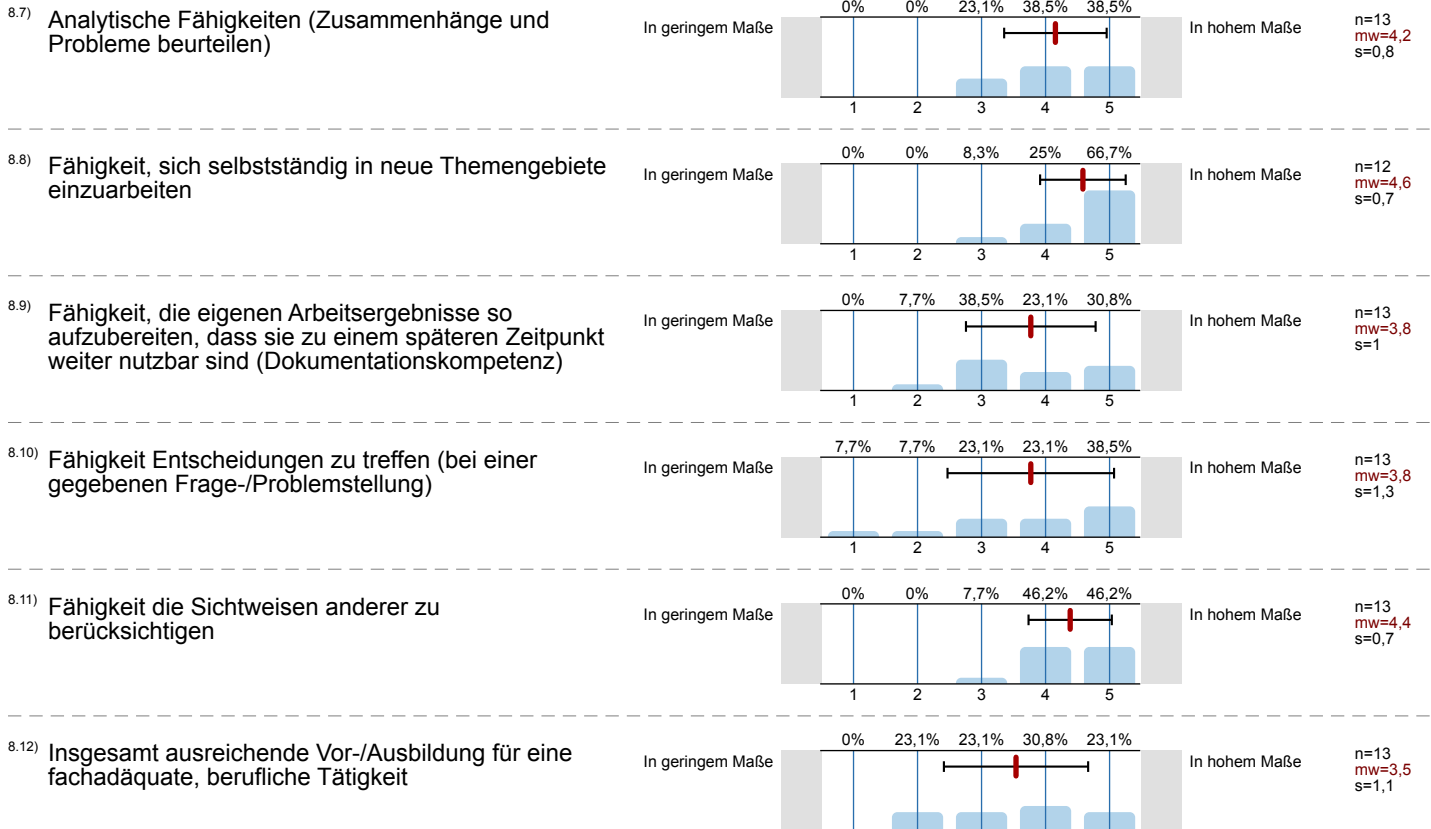 8.7) Analytische Fähigkeiten (Zusammenhänge und
Probleme beurteilen)
In geringem Maße
0% 0% 23,1% 38,5% 38,5%
1 2 3 4 5
In hohem Maße
n=13
mw=4,2
s=0,8
8.8) Fähigkeit, sich selbstständig in neue Themengebiete
einzuarbeiten
In geringem Maße
0% 0% 8,3% 25% 66,7%
1 2 3 4 5
In hohem Maße
n=12
mw=4,6
s=0,7
8.9) Fähigkeit, die eigenen Arbeitsergebnisse so
aufzubereiten, dass sie zu einem späteren Zeitpunkt
weiter nutzbar sind (Dokumentationskompetenz)
In geringem Maße
0% 7,7% 38,5% 23,1% 30,8%
1 2 3 4 5
In hohem Maße
n=13
mw=3,8
s=1
8.10) Fähigkeit Entscheidungen zu treffen (bei einer
gegebenen Frage-/Problemstellung)
In geringem Maße
7,7% 7,7% 23,1% 23,1% 38,5%
1 2 3 4 5
In hohem Maße
n=13
mw=3,8
s=1,3
8.11) Fähigkeit die Sichtweisen anderer zu
berücksichtigen
In geringem Maße
0% 0% 7,7% 46,2% 46,2%
1 2 3 4 5
In hohem Maße
n=13
mw=4,4
s=0,7
8.12) Insgesamt ausreichende Vor-/Ausbildung für eine
fachadäquate, berufliche Tätigkeit
In geringem Maße
0% 23,1% 23,1% 30,8% 23,1%
In hohem Maße
n=13
mw=3,5
s=1,1